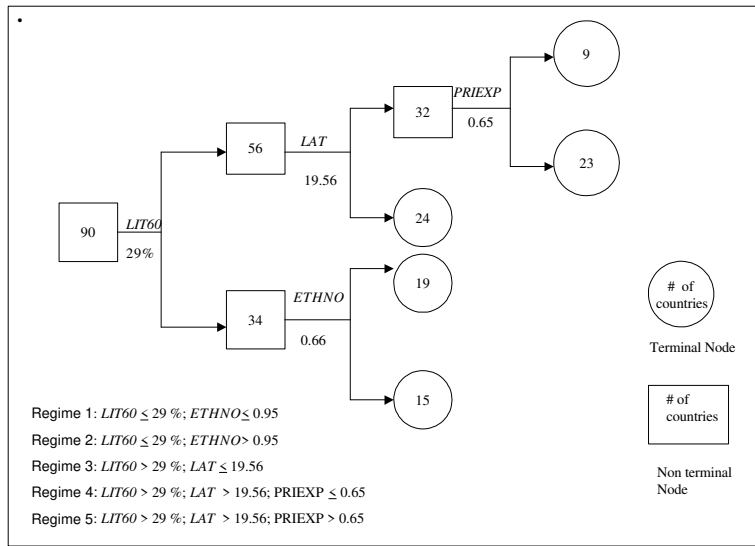 9
PRIEXP
32
0.65
56
LAT
19.56
23
24
90
LIT60
29%
19
ETHNO
34
0.66
15
# of
countries
Terminal Node
# of
countries
Non terminal
Node
Regime 1: LIT60 ≤ 29 %; ETHNO ≤ 0.95
Regime 2: LIT60 ≤ 29 %; ETHNO > 0.95
Regime 3: LIT60 > 29 %; LAT ≤ 19.56
Regime 4: LIT60 > 29 %; LAT > 19.56; PRIEXP ≤ 0.65
Regime 5: LIT60 > 29 %; LAT > 19.56; PRIEXP > 0.65